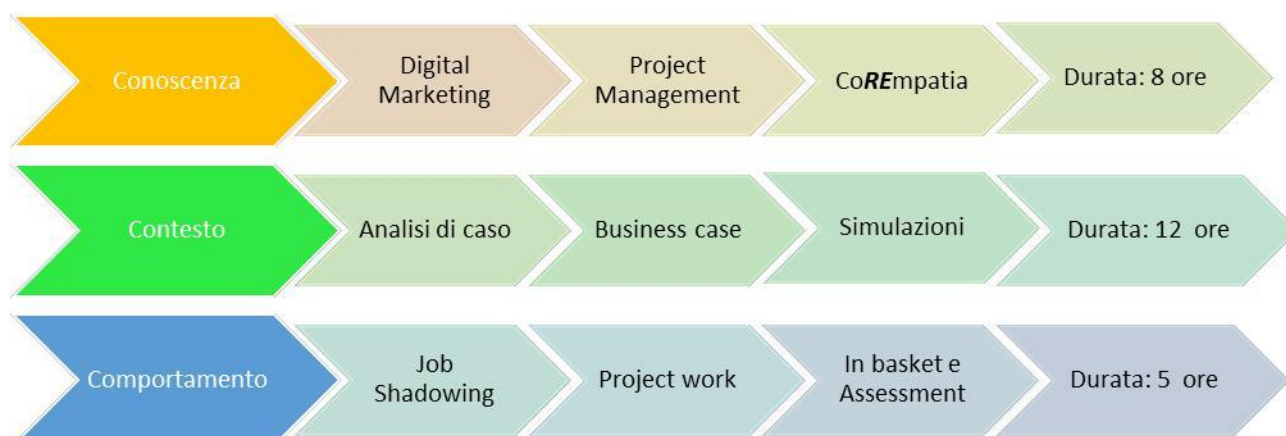 Conoscenza
Digital
Marketing
Project
Management
CoREmpatia
Durata: 8 ore
Contesto
Analisi di caso
Business case
Simulazioni
Durata: 12 ore
Comportamento
Job
Shadowing
Project work
In basket e
Assessment
Durata: 5 ore